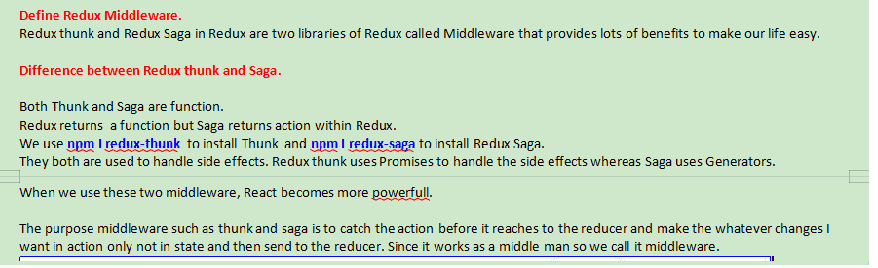 Define Redux Middleware.
Redux thunk and Redux Saga in Redux are two libraries of Redux called Middleware that provides lots of benefits to make our life easy.
Difference between Redux thunk and Saga.
Both Thunk and Saga are function.
Redux returns a function but Saga returns action within Redux.
We use npm I redux-thunk to install Thunk and npm I redux-saga to install Redux Saga.
They both are used to handle side effects. Redux thunk uses Promises to handle the side effects whereas Saga uses Generators.
When we use these two middleware, React becomes more powerfull.
The purpose middleware such as thunk and saga is to catch the action before it reaches to the reducer and make the whatever changes I
want in action only not in state and then send to the reducer. Since it works as a middle man so we call it middleware.